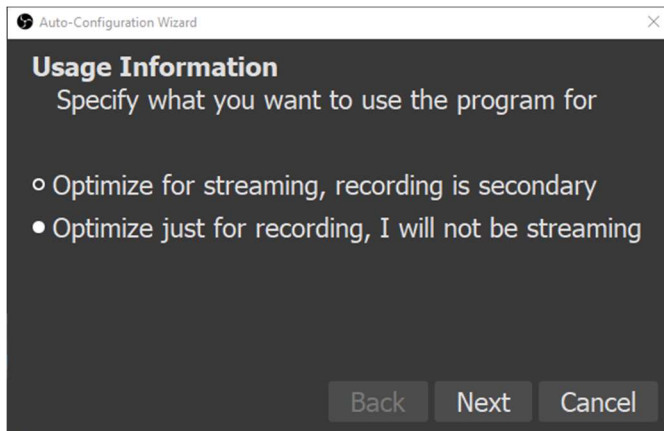 Auto-Configuration Wizard
Usage Information
Specify what you want to use the program for
Optimize for streaming, recording is secondary
Optimize just for recording, I will not be streaming
Back Next Cancel